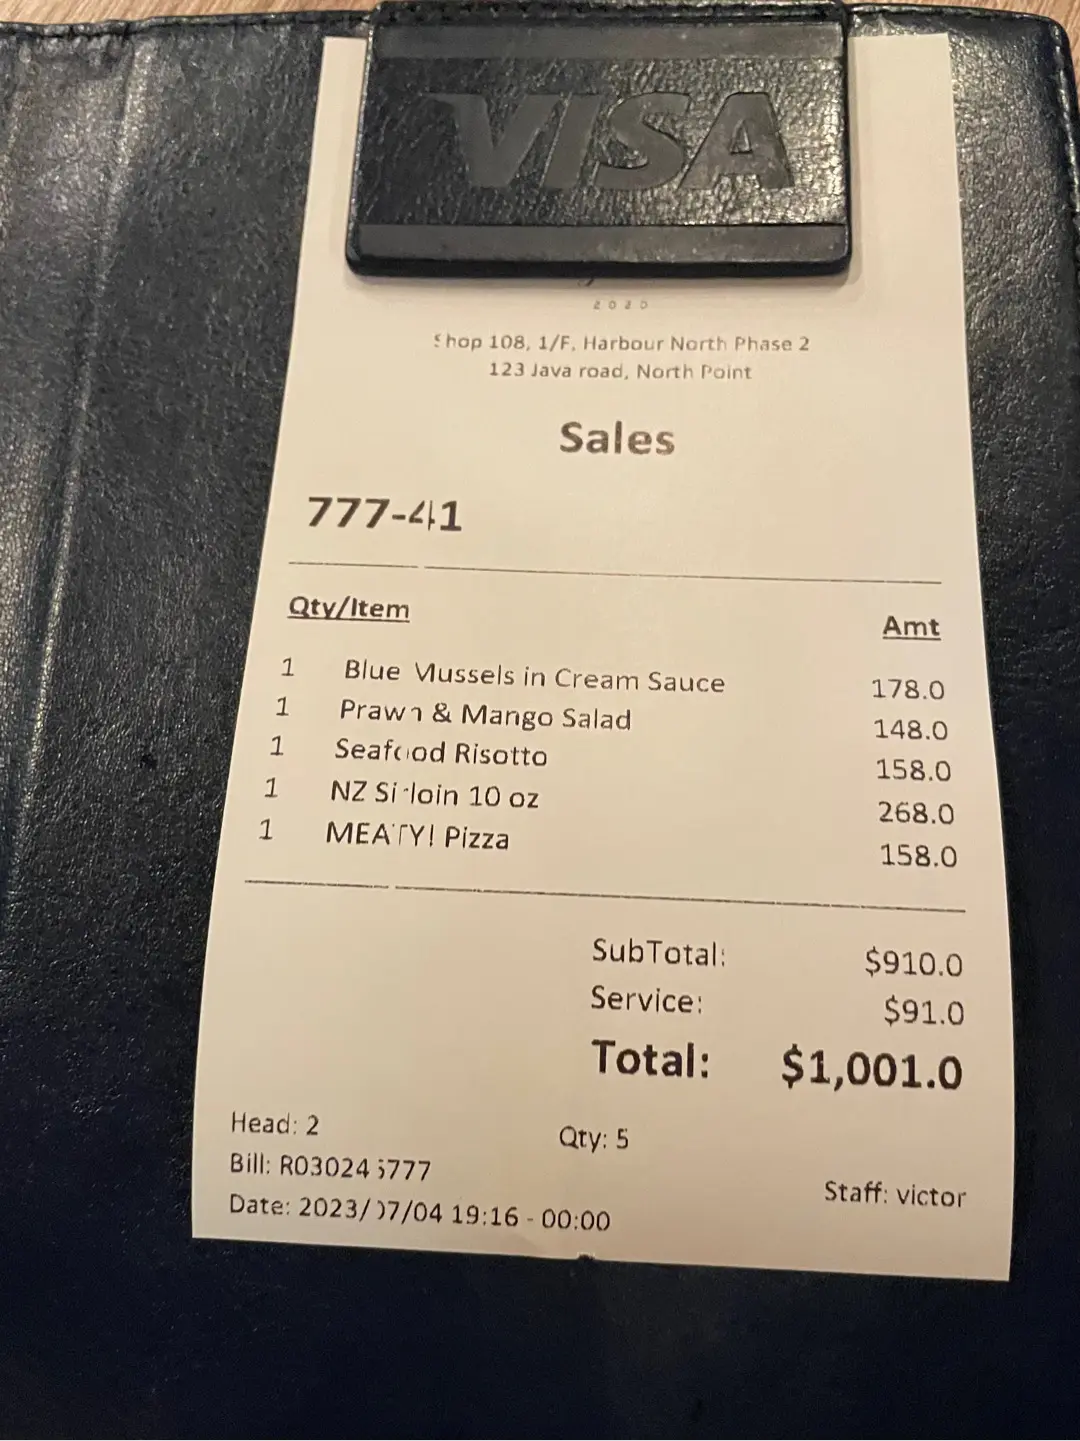 VISA
2020
Shop 108, 1/F, Harbour North Phase 2
123 Java road, North Point
Sales
777-41
Qty/Item Amt
1 Blue Mussels in Cream Sauce 178.0
1 Prawn & Mango Salad 148.0
1 Seafood Risotto 158.0
1 NZ Sirloin 10 oz 268.0
1 MEATY! Pizza 158.0
SubTotal: $910.0
Service: $91.0
Total: $1,001.0
Head: 2 Qty: 5
Bill: R030246777
Staff: victor
Date: 2023/07/04 19:16 - 00:00